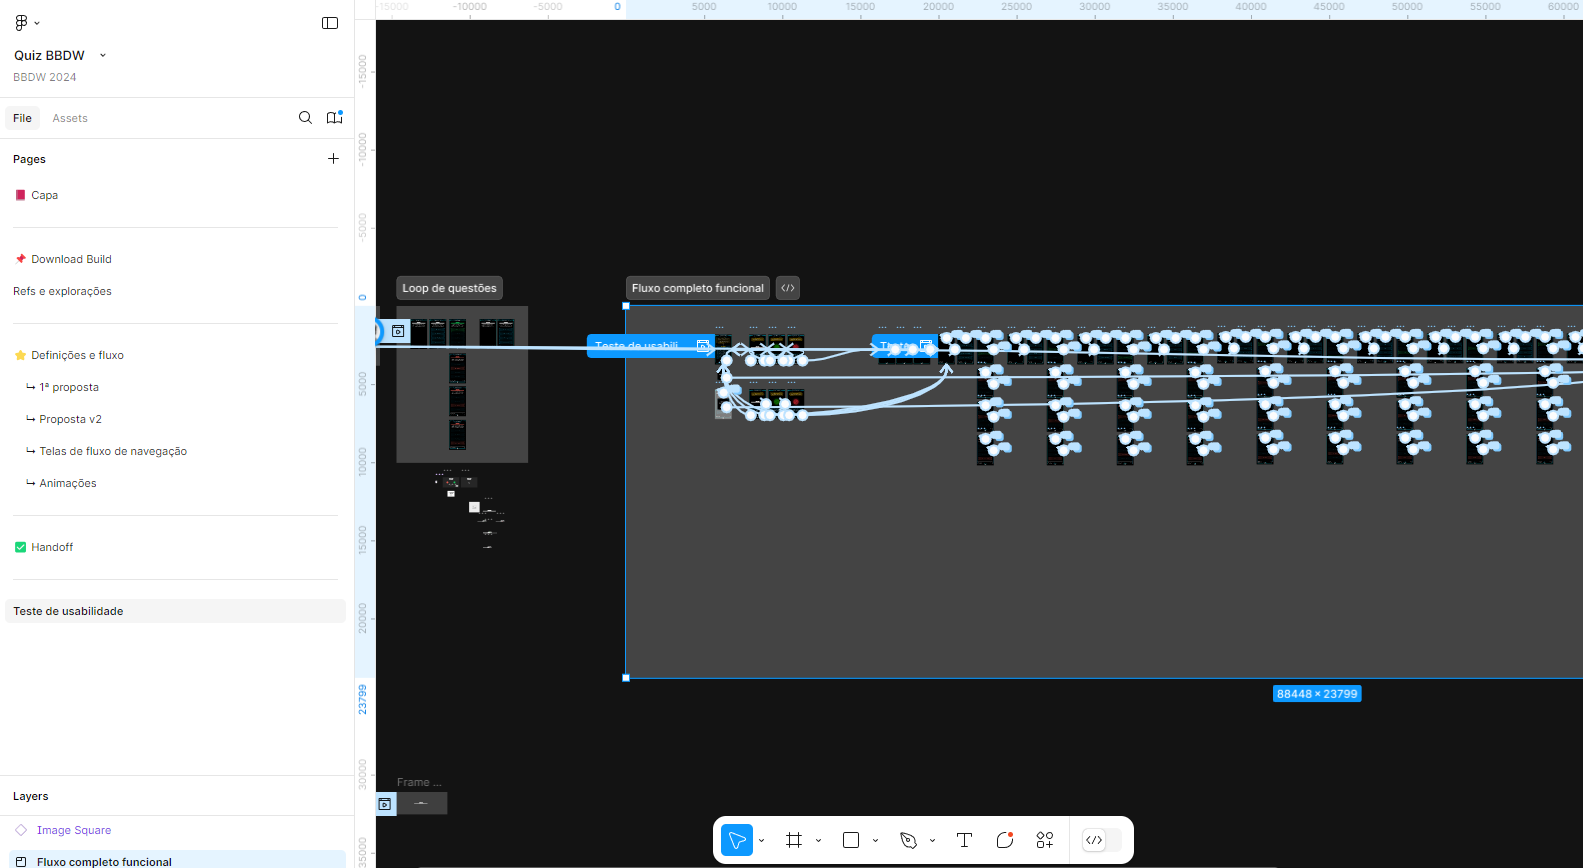 Quiz BBDW
BBDW 2024
File
Assets
Pages
Capa
Download Build
Refs e explorações
Definições e fluxo
1ª proposta
Proposta v2
Telas de fluxo de navegação
Animações
Handoff
Teste de usabilidade
Layers
Image Square
Fluxo completo funcional
-15000
-10000
-5000
0
5000
10000
15000
20000
25000
30000
35000
40000
45000
50000
55000
60000
-15000
-10000
-5000
0
5000
10000
15000
20000
23799
30000
35000
Loop de questões
Fluxo completo funcional
Teste de usabili...
88448 × 23799
Frame ...